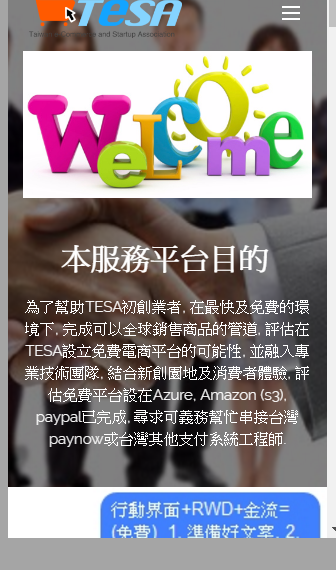 TESA
Welcome
本服務平台目的
為了幫助TESA初創業者, 在最快及免費的環
境下, 完成可以全球銷售商品的管道, 評估在
TESA設立免費電商平台的可能性, 並融入專
業技術團隊, 結合新創園地及消費者體驗, 評
估免費平台設在Azure, Amazon (s3),
paypal已完成, 尋求可義務幫忙串接台灣
paynow或台灣其他支付系統工程師.
行動界面+RWD+金流=
(免費) 1. 準備好文案, 2.